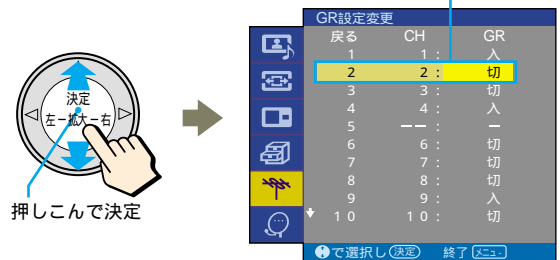 決定
左−拡大−右
押しこんで決定
GR設定変更
戻る CH GR
1 1: 入
2 2: 切
3 3: 切
4 4: 入
5 −−: −
6 6: 切
7 7: 切
8 8: 切
9 9: 入
10 10: 切
で選択し 決定 終了 メニュー